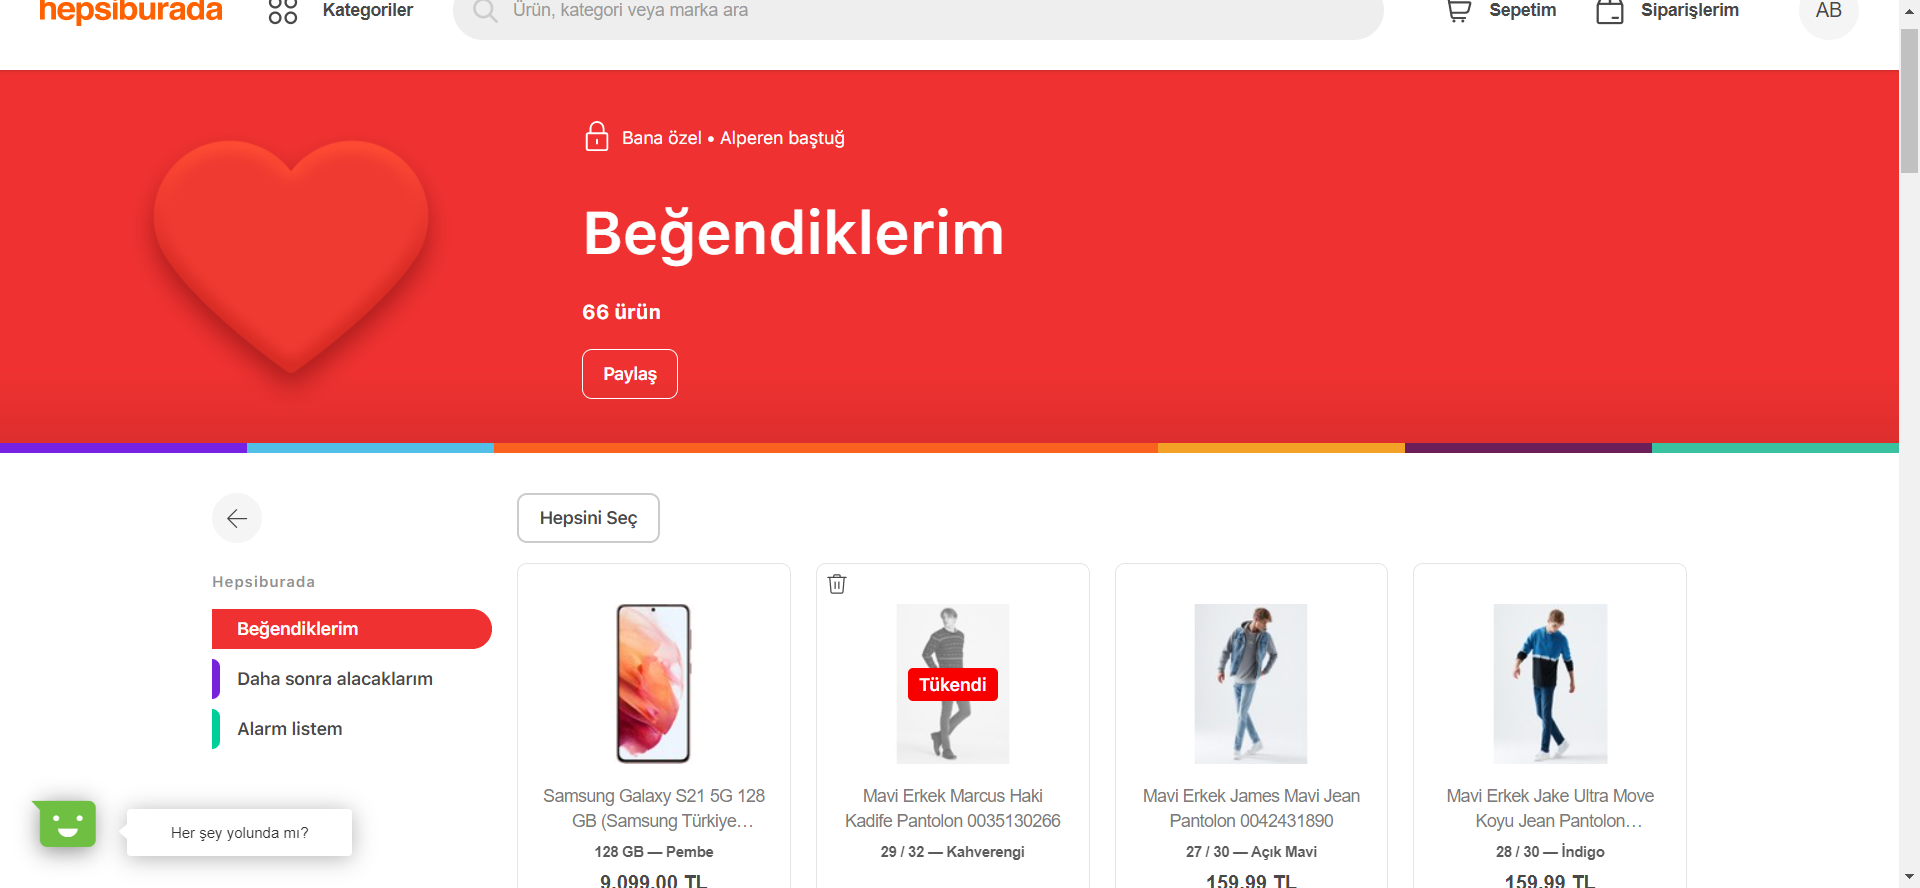 hepsiburada
Kategoriler
Ürün, kategori veya marka ara
Sepetim
Siparişlerim
AB
Bana özel • Alperen baştuğ
Beğendiklerim
66 ürün
Paylaş
Hepsini Seç
Hepsiburada
Beğendiklerim
Daha sonra alacaklarım
Alarm listem
Her şey yolunda mı?
Samsung Galaxy S21 5G 128
GB (Samsung Türkiye…
128 GB — Pembe
9.099,00 TL
Tükendi
Mavi Erkek Marcus Haki
Kadife Pantolon 0035130266
29 / 32 — Kahverengi
Mavi Erkek James Mavi Jean
Pantolon 0042431890
27 / 30 — Açık Mavi
159,99 TL
Mavi Erkek Jake Ultra Move
Koyu Jean Pantolon…
28 / 30 — İndigo
159,99 TL